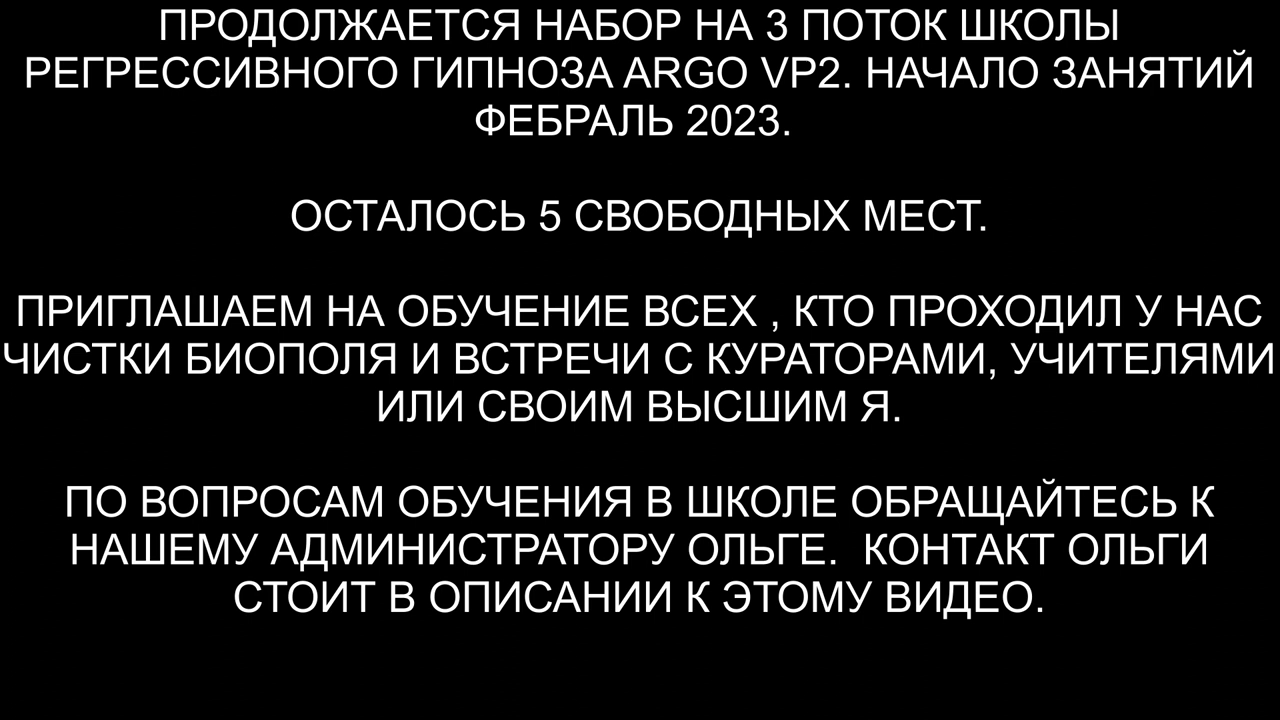 ПРОДОЛЖАЕТСЯ НАБОР НА 3 ПОТОК ШКОЛЫ
РЕГРЕССИВНОГО ГИПНОЗА ARGO VP2. НАЧАЛО ЗАНЯТИЙ
ФЕБРАЛЬ 2023.
ОСТАЛОСЬ 5 СВОБОДНЫХ МЕСТ.
ПРИГЛАШАЕМ НА ОБУЧЕНИЕ ВСЕХ , КТО ПРОХОДИЛ У НАС
ЧИСТКИ БИОПОЛЯ И ВСТРЕЧИ С КУРАТОРАМИ, УЧИТЕЛЯМИ
ИЛИ СВОИМ ВЫСШИМ Я.
ПО ВОПРОСАМ ОБУЧЕНИЯ В ШКОЛЕ ОБРАЩАЙТЕСЬ К
НАШЕМУ АДМИНИСТРАТОРУ ОЛЬГЕ.  КОНТАКТ ОЛЬГИ
СТОИТ В ОПИСАНИИ К ЭТОМУ ВИДЕО.